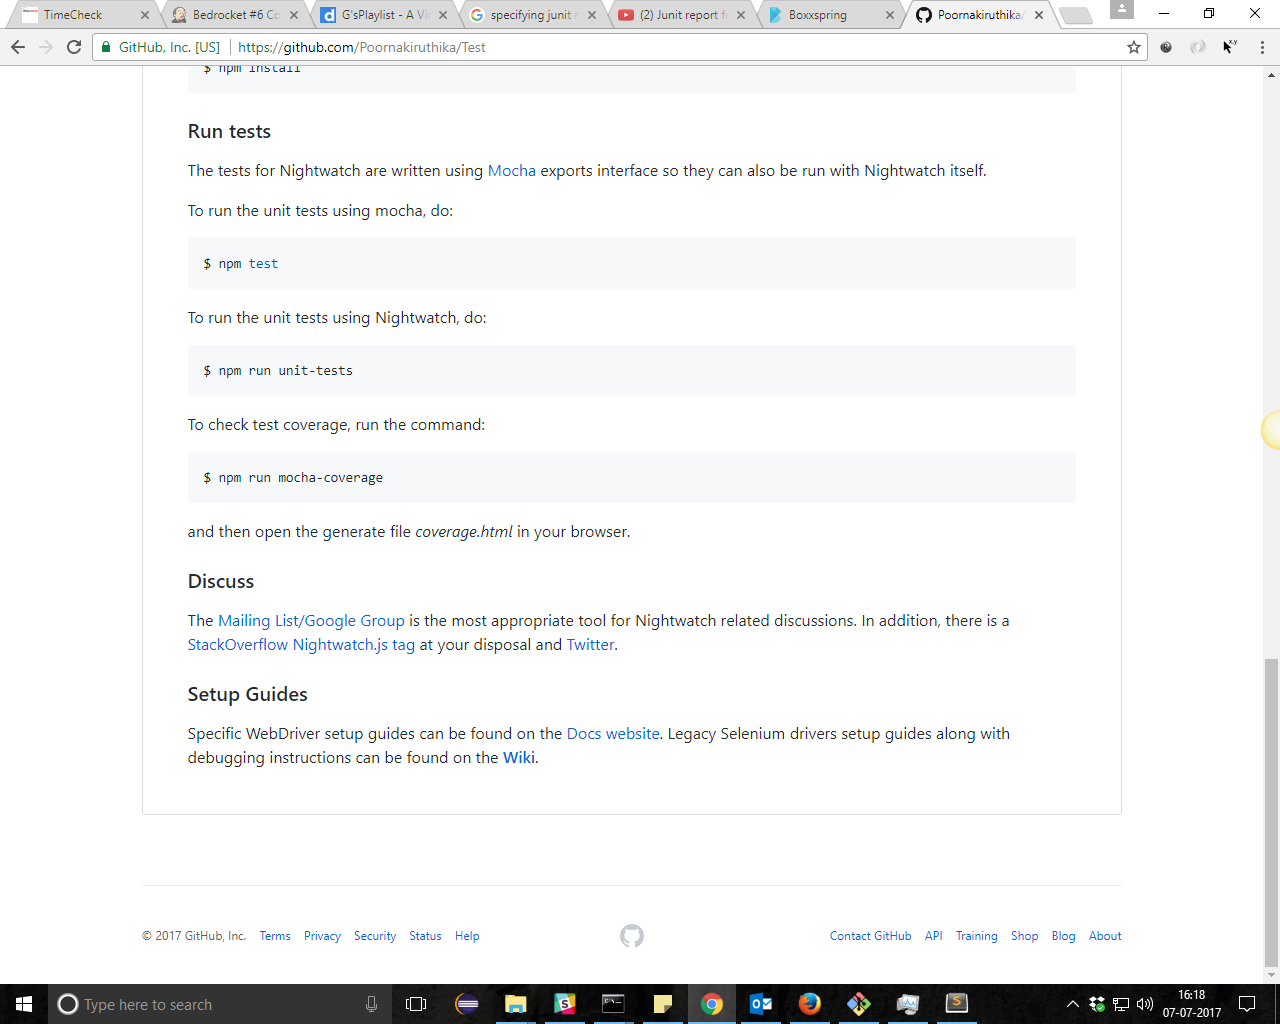 TimeCheck
Bedrocket #6 Co
G'sPlaylist - A Vi
specifying junit r
(2) Junit report f
Boxxspring
Poornakiruthika/
GitHub, Inc. [US] https://github.com/Poornakiruthika/Test
$ npm install
Run tests
The tests for Nightwatch are written using Mocha exports interface so they can also be run with Nightwatch itself.
To run the unit tests using mocha, do:
$ npm test
To run the unit tests using Nightwatch, do:
$ npm run unit-tests
To check test coverage, run the command:
$ npm run mocha-coverage
and then open the generate file coverage.html in your browser.
Discuss
The Mailing List/Google Group is the most appropriate tool for Nightwatch related discussions. In addition, there is a
StackOverflow Nightwatch.js tag at your disposal and Twitter.
Setup Guides
Specific WebDriver setup guides can be found on the Docs website. Legacy Selenium drivers setup guides along with
debugging instructions can be found on the Wiki.
© 2017 GitHub, Inc. Terms Privacy Security Status Help
Contact GitHub API Training Shop Blog About
Type here to search
16:18
07-07-2017